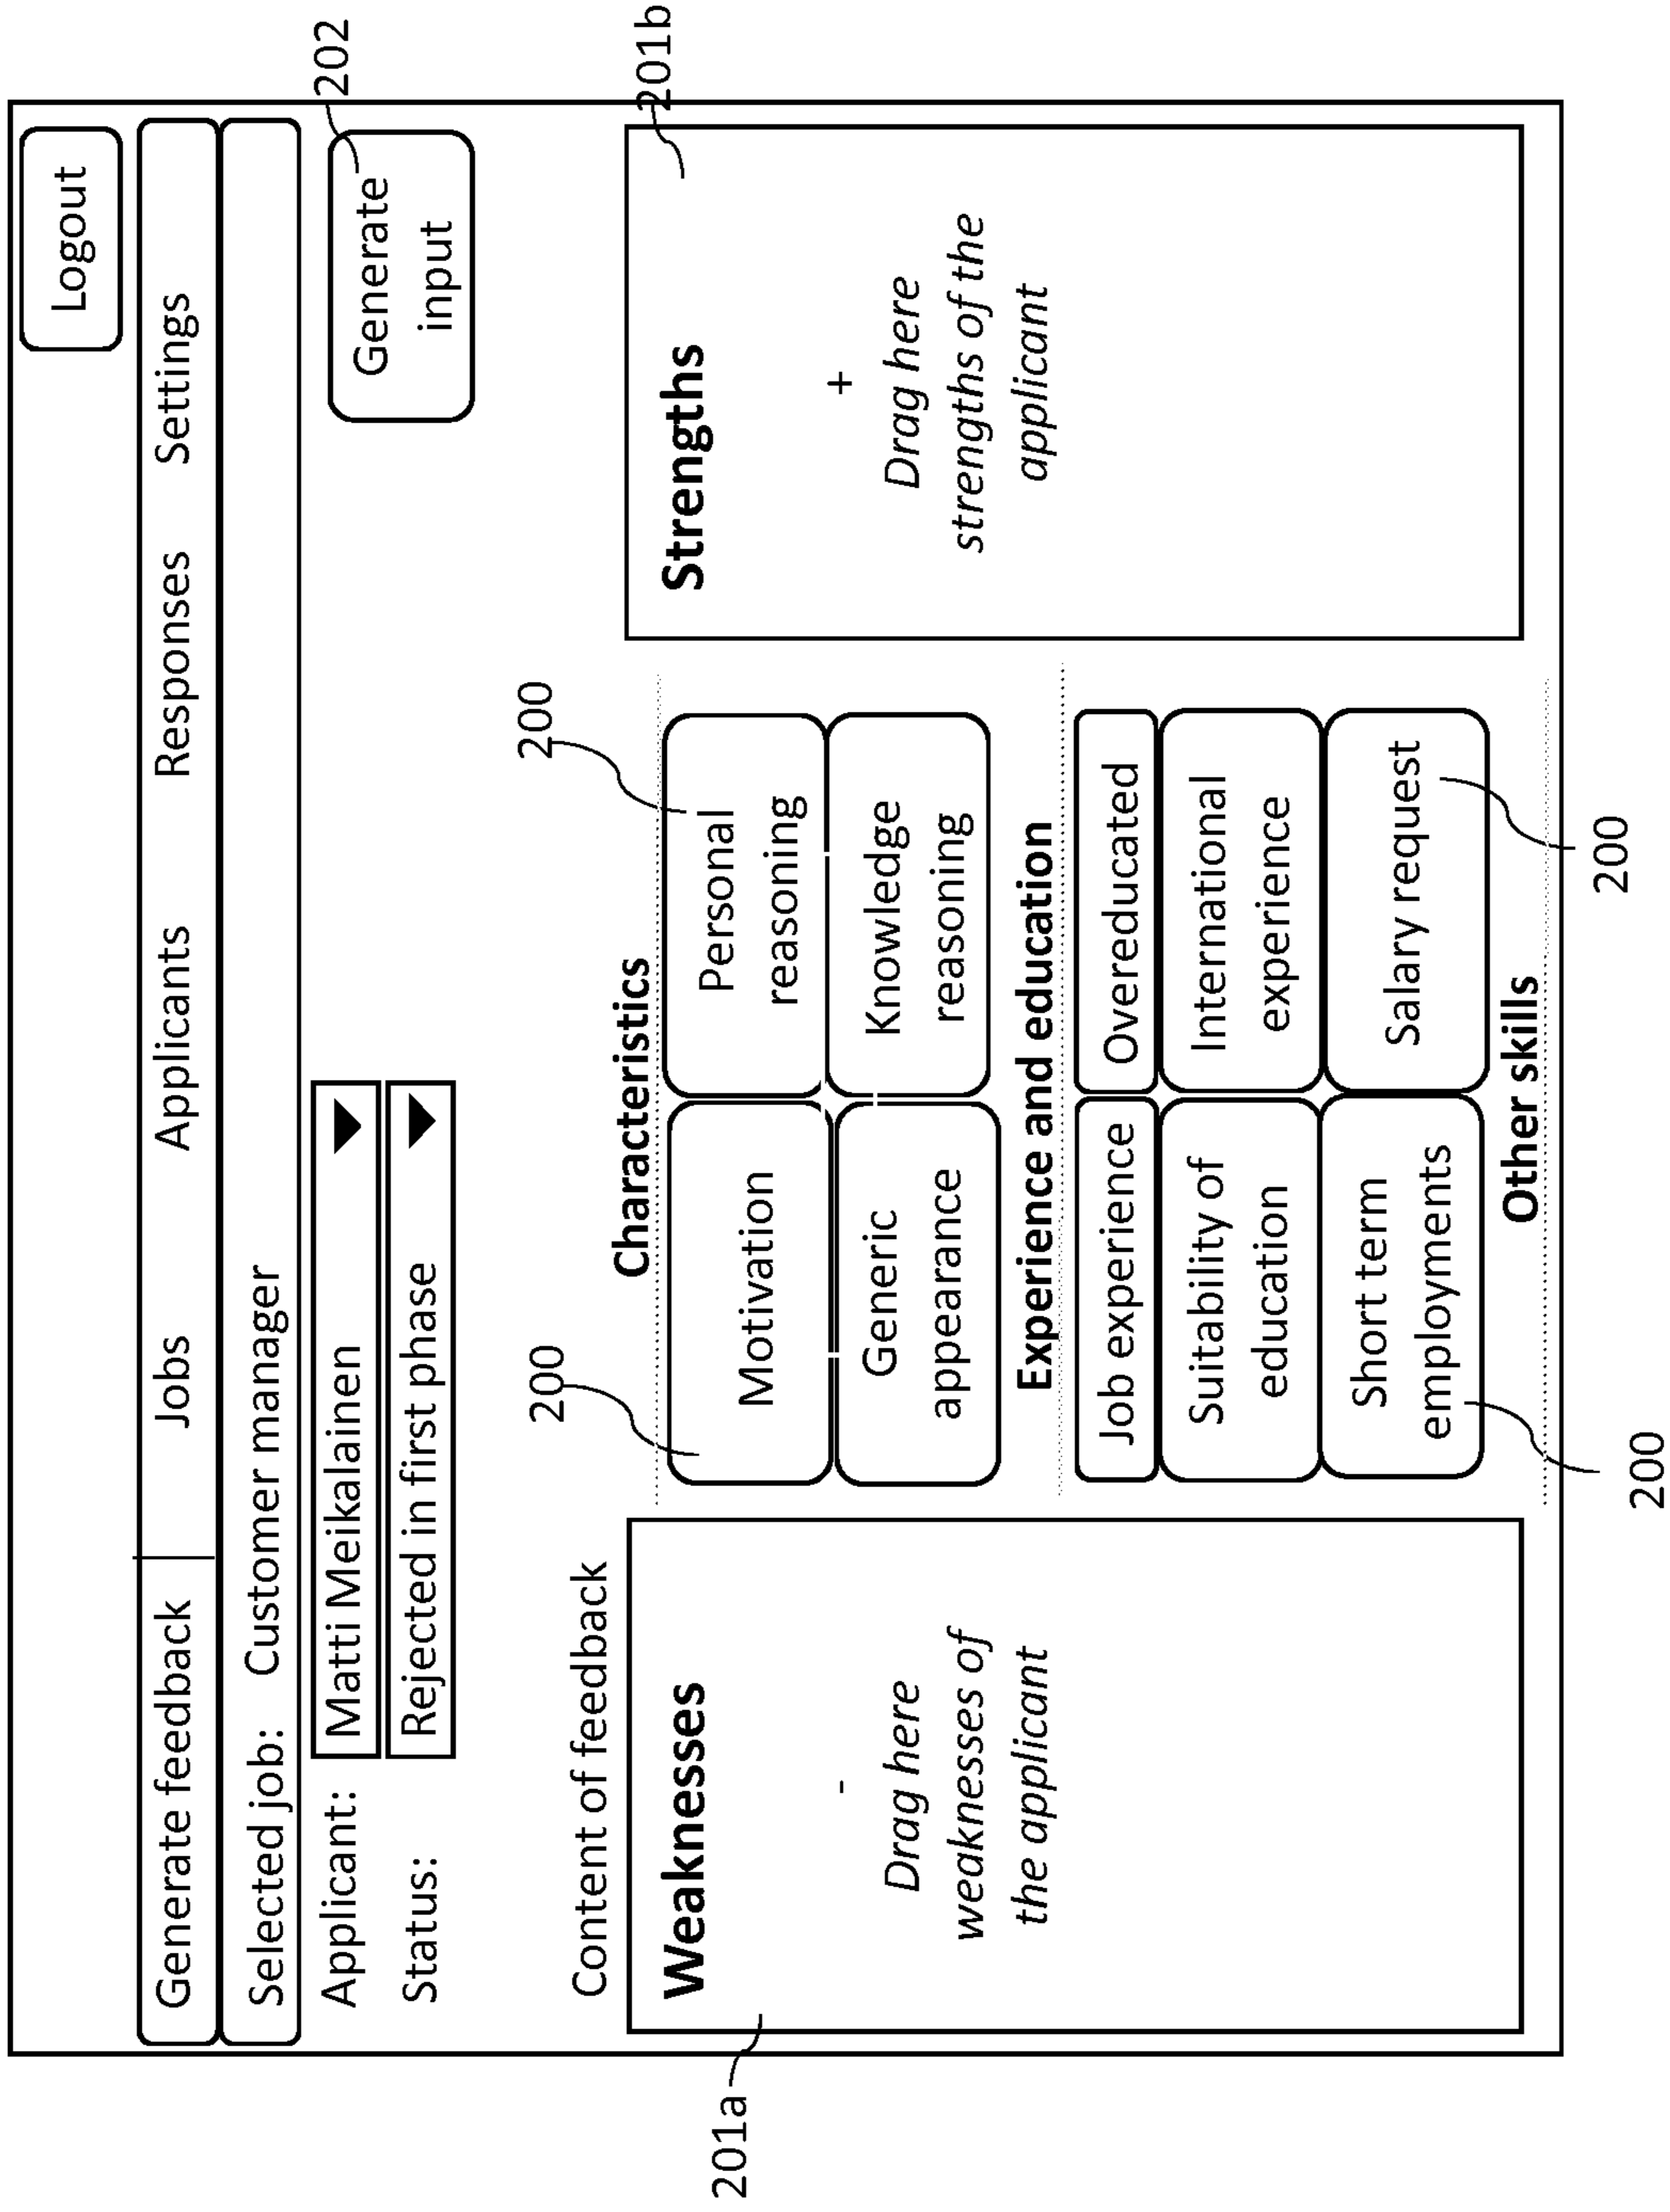 Logout
Generate feedback
Jobs
Applicants
Responses
Settings
Selected job: Customer manager
202
Applicant: Matti Meikalainen
Status: Rejected in first phase
Generate
input
Content of feedback
201a
Weaknesses
-
Drag here
weaknesses of
the applicant
200
200
Characteristics
Motivation
Personal
reasoning
Generic
appearance
Knowledge
reasoning
Experience and education
Job experience
Overeducated
Suitability of
education
International
experience
Short term
employments
Salary request
Other skills
200
200
201b
Strengths
+
Drag here
strengths of the
applicant